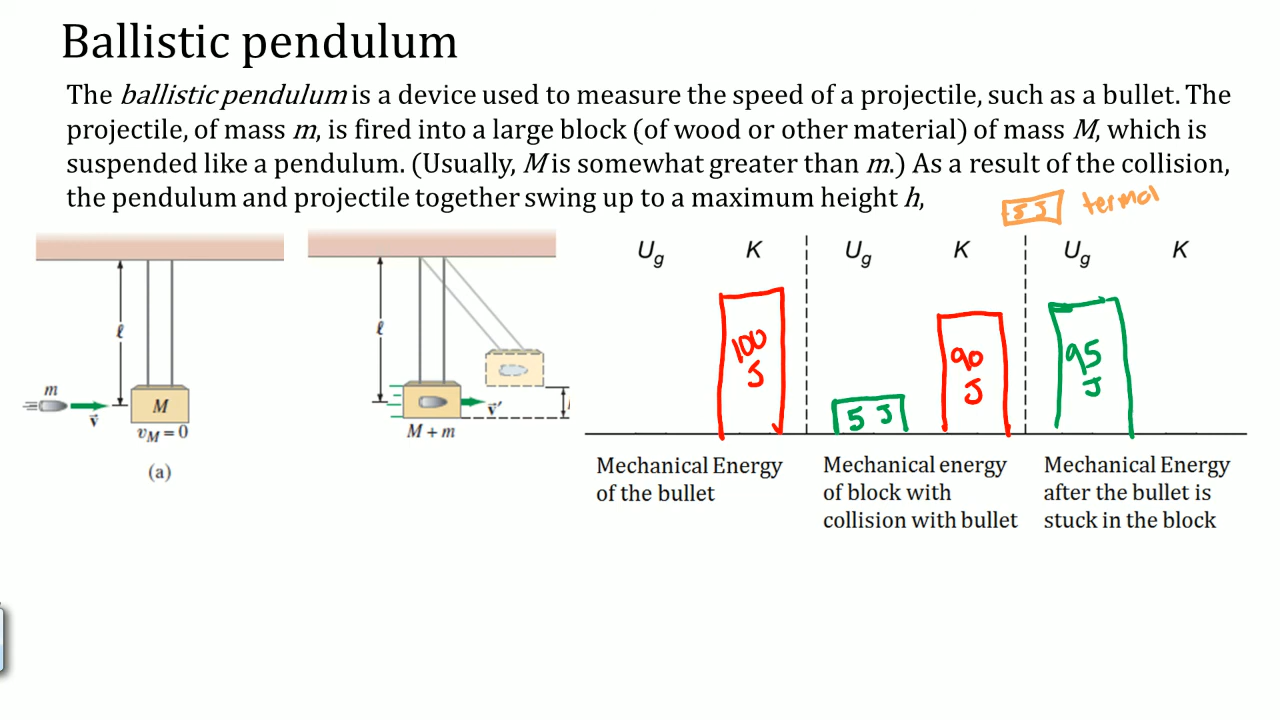 Ballistic pendulum
The ballistic pendulum is a device used to measure the speed of a projectile, such as a bullet. The
projectile, of mass m, is fired into a large block (of wood or other material) of mass M, which is
suspended like a pendulum. (Usually, M is somewhat greater than m.) As a result of the collision,
the pendulum and projectile together swing up to a maximum height h,
5 J termal
Ug K Ug K Ug K
ℓ
ℓ
100
J
90
J
95
J
5 J
m
v⃗
M
vM = 0
v⃗′
M + m
(a)
Mechanical Energy
of the bullet
Mechanical energy
of block with
collision with bullet
Mechanical Energy
after the bullet is
stuck in the block